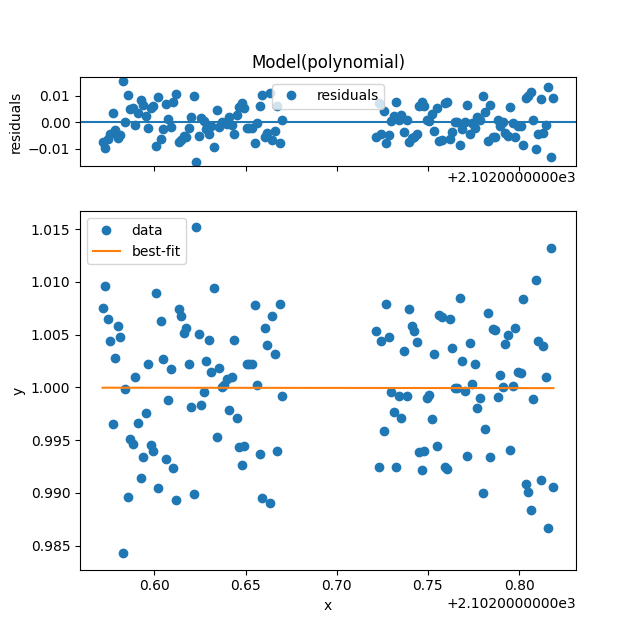 Model(polynomial)
residuals
0.01
0.00
−0.01
residuals
+2.1020000000e3
y
1.015
1.010
1.005
1.000
0.995
0.990
0.985
data
best-fit
0.60
0.65
0.70
0.75
0.80
x
+2.1020000000e3